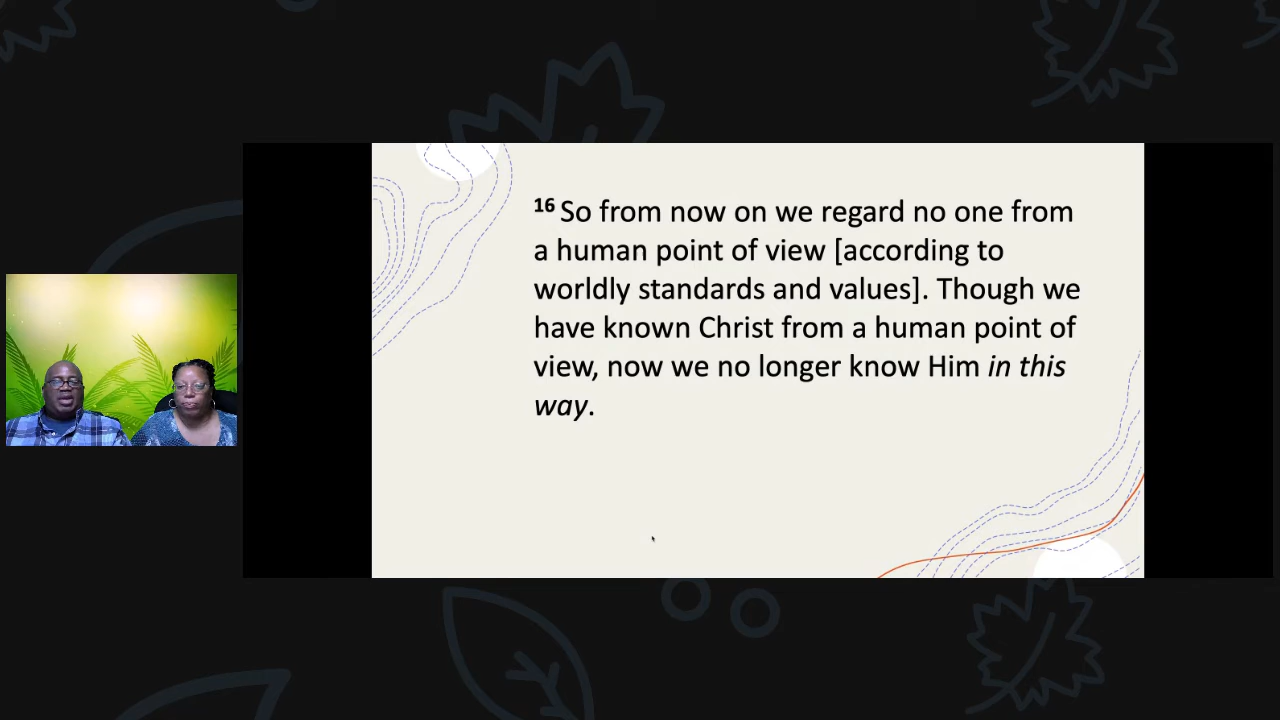 16 So from now on we regard no one from
a human point of view [according to
worldly standards and values]. Though we
have known Christ from a human point of
view, now we no longer know Him in this
way.